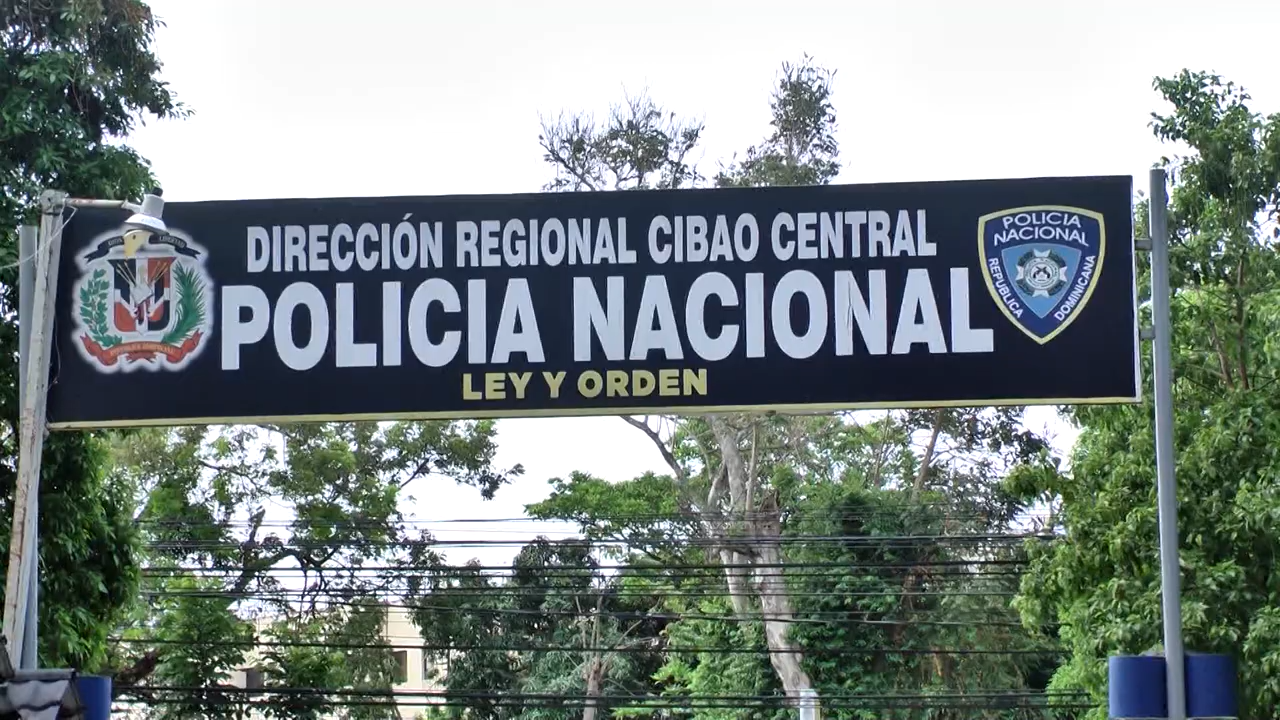 DIRECCIÓN REGIONAL CIBAO CENTRAL
POLICIA NACIONAL
LEY Y ORDEN
POLICIA
NACIONAL
REPUBLICA
DOMINICANA